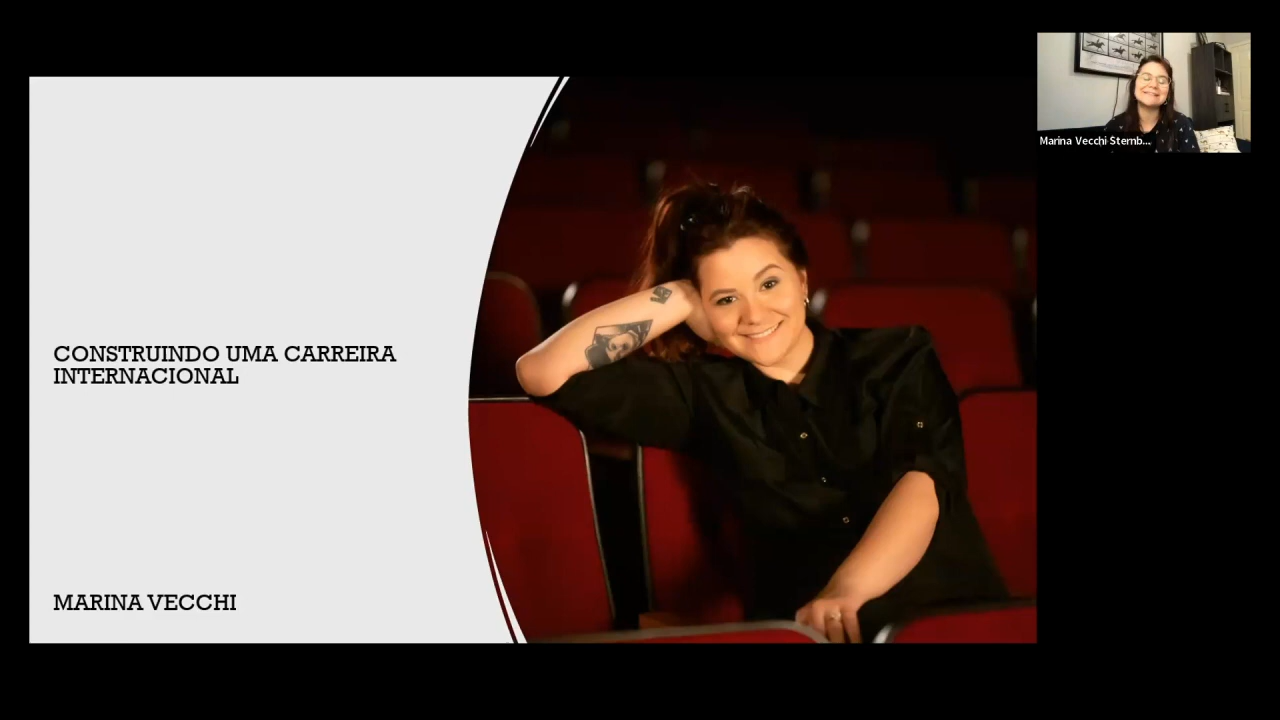 CONSTRUINDO UMA CARREIRA
INTERNACIONAL
MARINA VECCHI
Marina Vecchi Sternb...